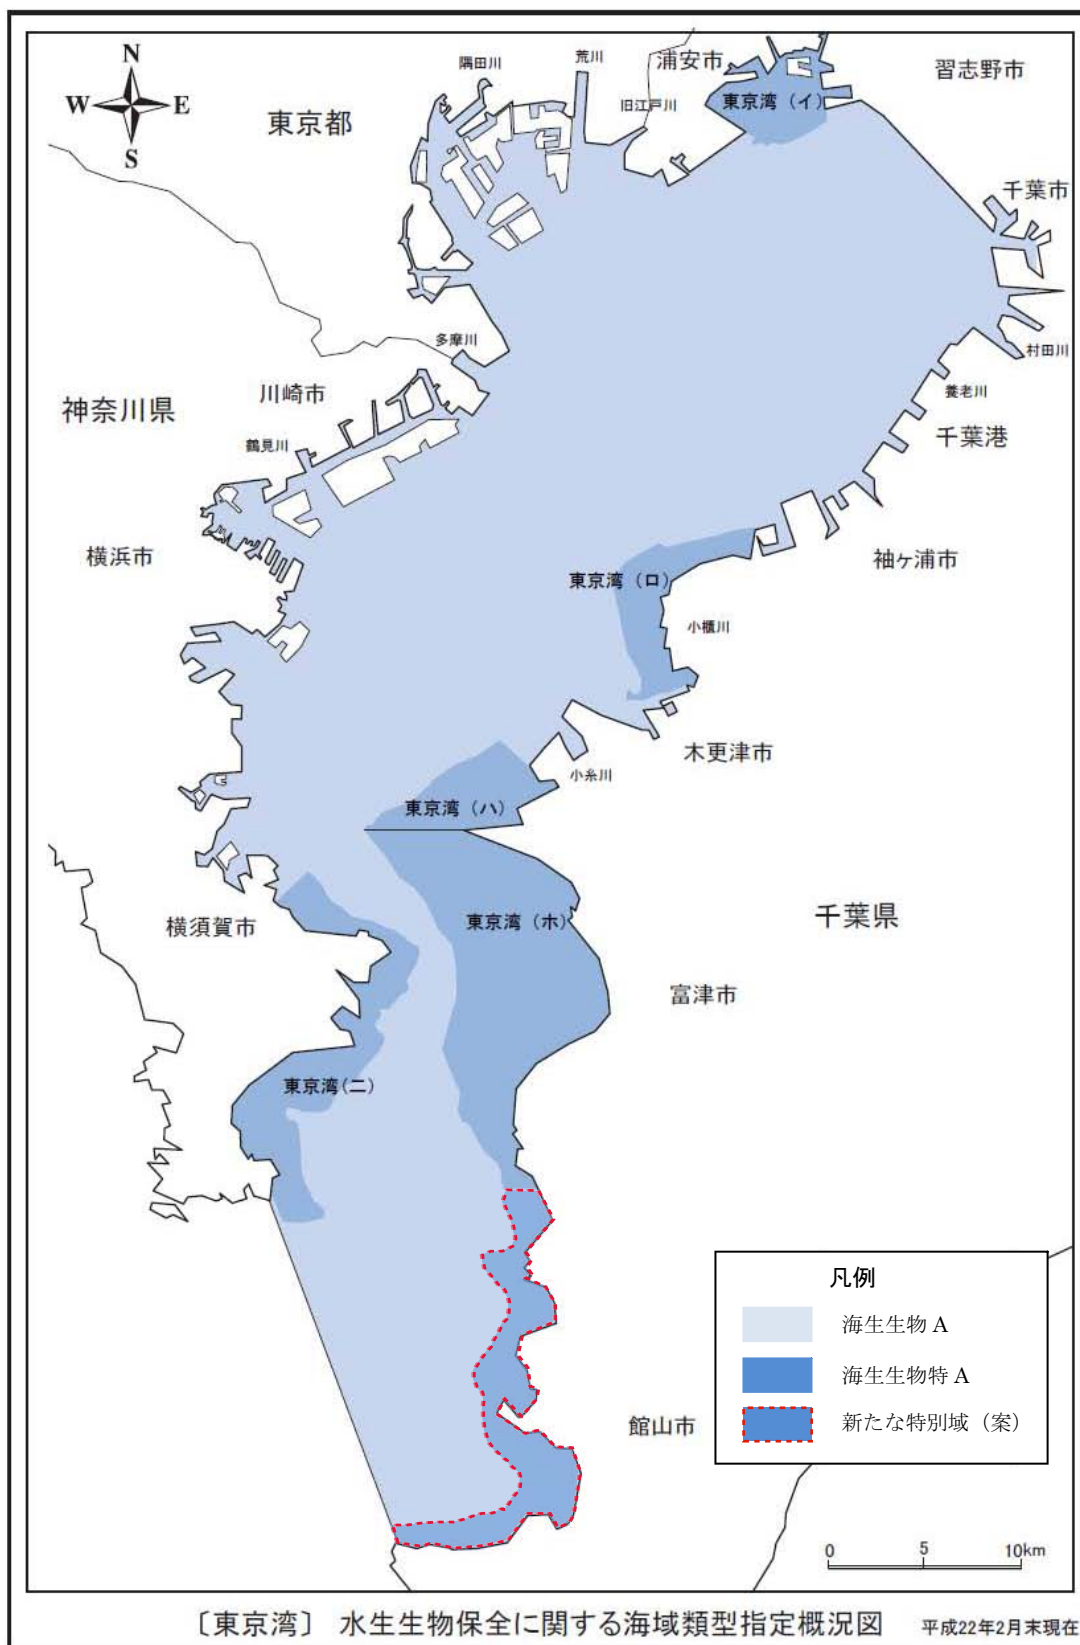 N
W E
S
隅田川
荒川
浦安市
習志野市
東京都
旧江戸川
東京湾（イ）
千葉市
多摩川
村田川
川崎市
神奈川県
養老川
鶴見川
千葉港
横浜市
袖ヶ浦市
東京湾（ロ）
小櫃川
木更津市
小糸川
東京湾（ハ）
横須賀市
東京湾（ホ）
千葉県
富津市
東京湾（ニ）
凡例
海生生物 A
海生生物特 A
新たな特別域（案）
館山市
0 5 10km
〔東京湾〕 水生生物保全に関する海域類型指定概況図 平成22年2月末現在